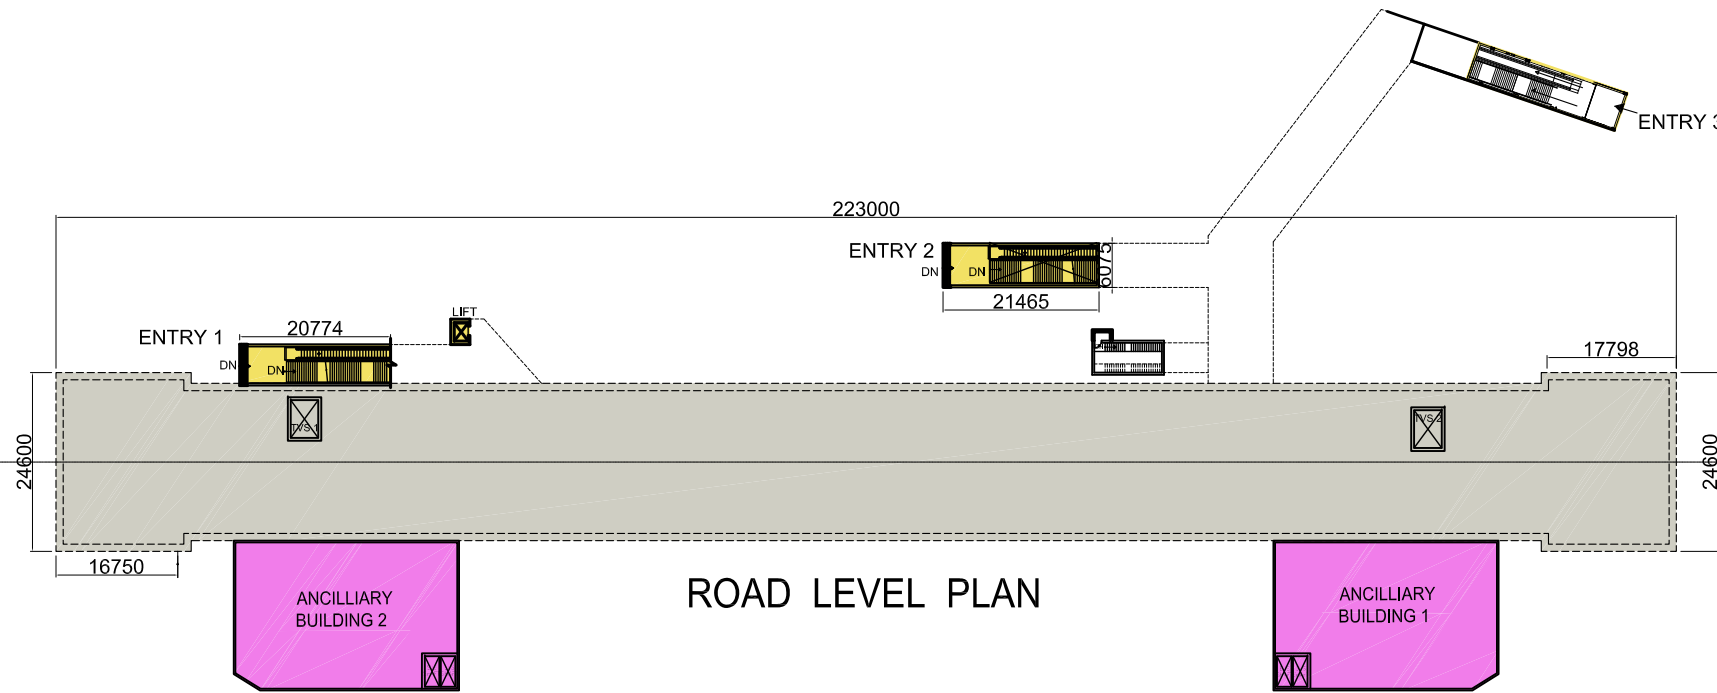 ENTRY 3
223000
ENTRY 2
DN
DN
6075
21465
LIFT
ENTRY 1
20774
DN
DN
17798
TVS 1
TVS 2
24600
24600
16750
ROAD LEVEL PLAN
ANCILLIARY
BUILDING 2
ANCILLIARY
BUILDING 1